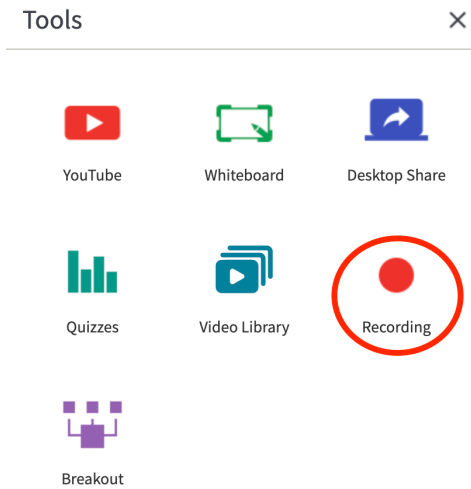 Tools
YouTube
Whiteboard
Desktop Share
Quizzes
Video Library
Recording
Breakout